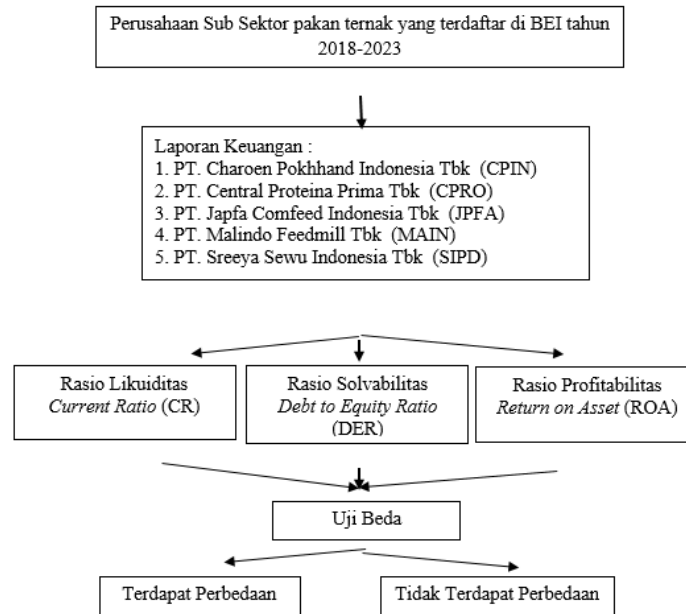 Perusahaan Sub Sektor pakan ternak yang terdaftar di BEI tahun
2018-2023
Laporan Keuangan :
1. PT. Charoen Pokhhand Indonesia Tbk (CPIN)
2. PT. Central Proteina Prima Tbk (CPRO)
3. PT. Japfa Comfeed Indonesia Tbk (JPFA)
4. PT. Malindo Feedmill Tbk (MAIN)
5. PT. Sreeya Sewu Indonesia Tbk (SIPD)
Rasio Likuiditas
Current Ratio (CR)
Rasio Solvabilitas
Debt to Equity Ratio
(DER)
Rasio Profitabilitas
Return on Asset (ROA)
Uji Beda
Terdapat Perbedaan
Tidak Terdapat Perbedaan